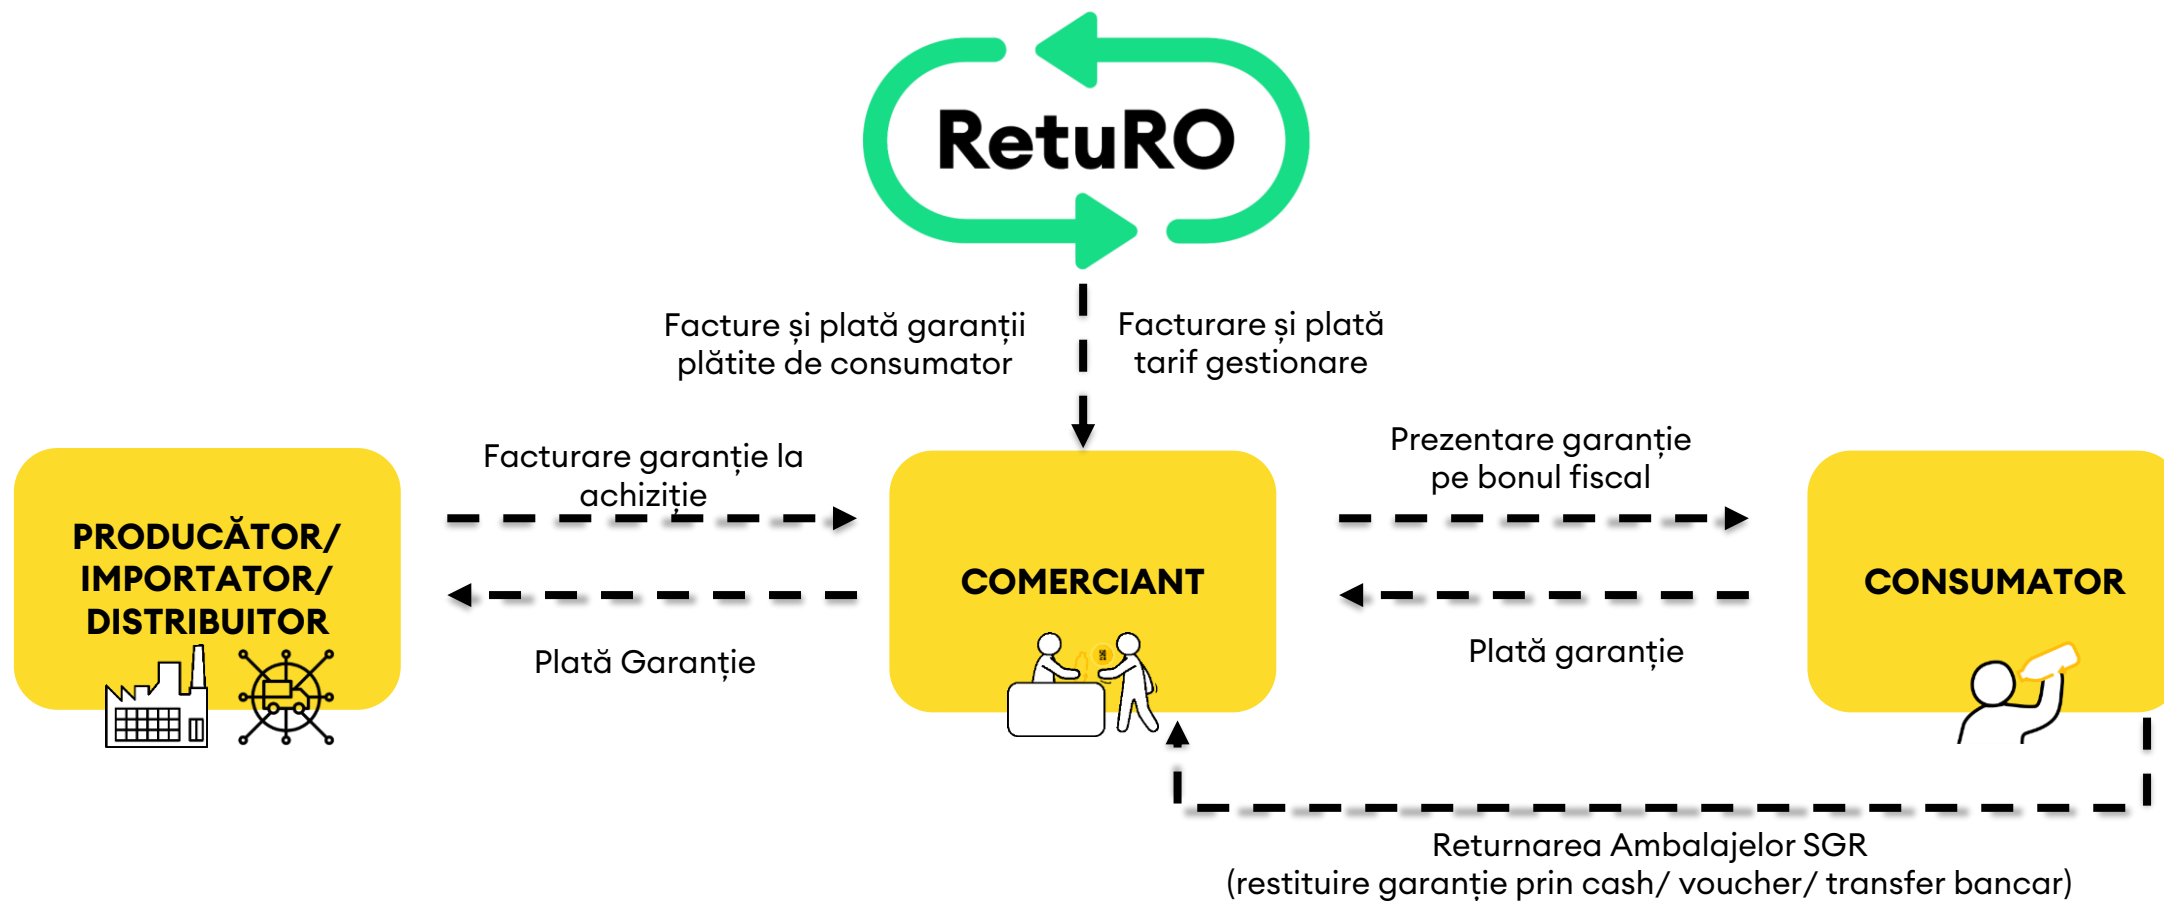 RetuRO
Facture și plată garanții
plătite de consumator
Facturare și plată
tarif gestionare
Facturare garanție la
achiziție
Prezentare garanție
pe bonul fiscal
PRODUCĂTOR/
IMPORTATOR/
DISTRIBUITOR
COMERCIANT
CONSUMATOR
Plată Garanție
Plată garanție
Returnarea Ambalajelor SGR
(restituire garanție prin cash/ voucher/ transfer bancar)